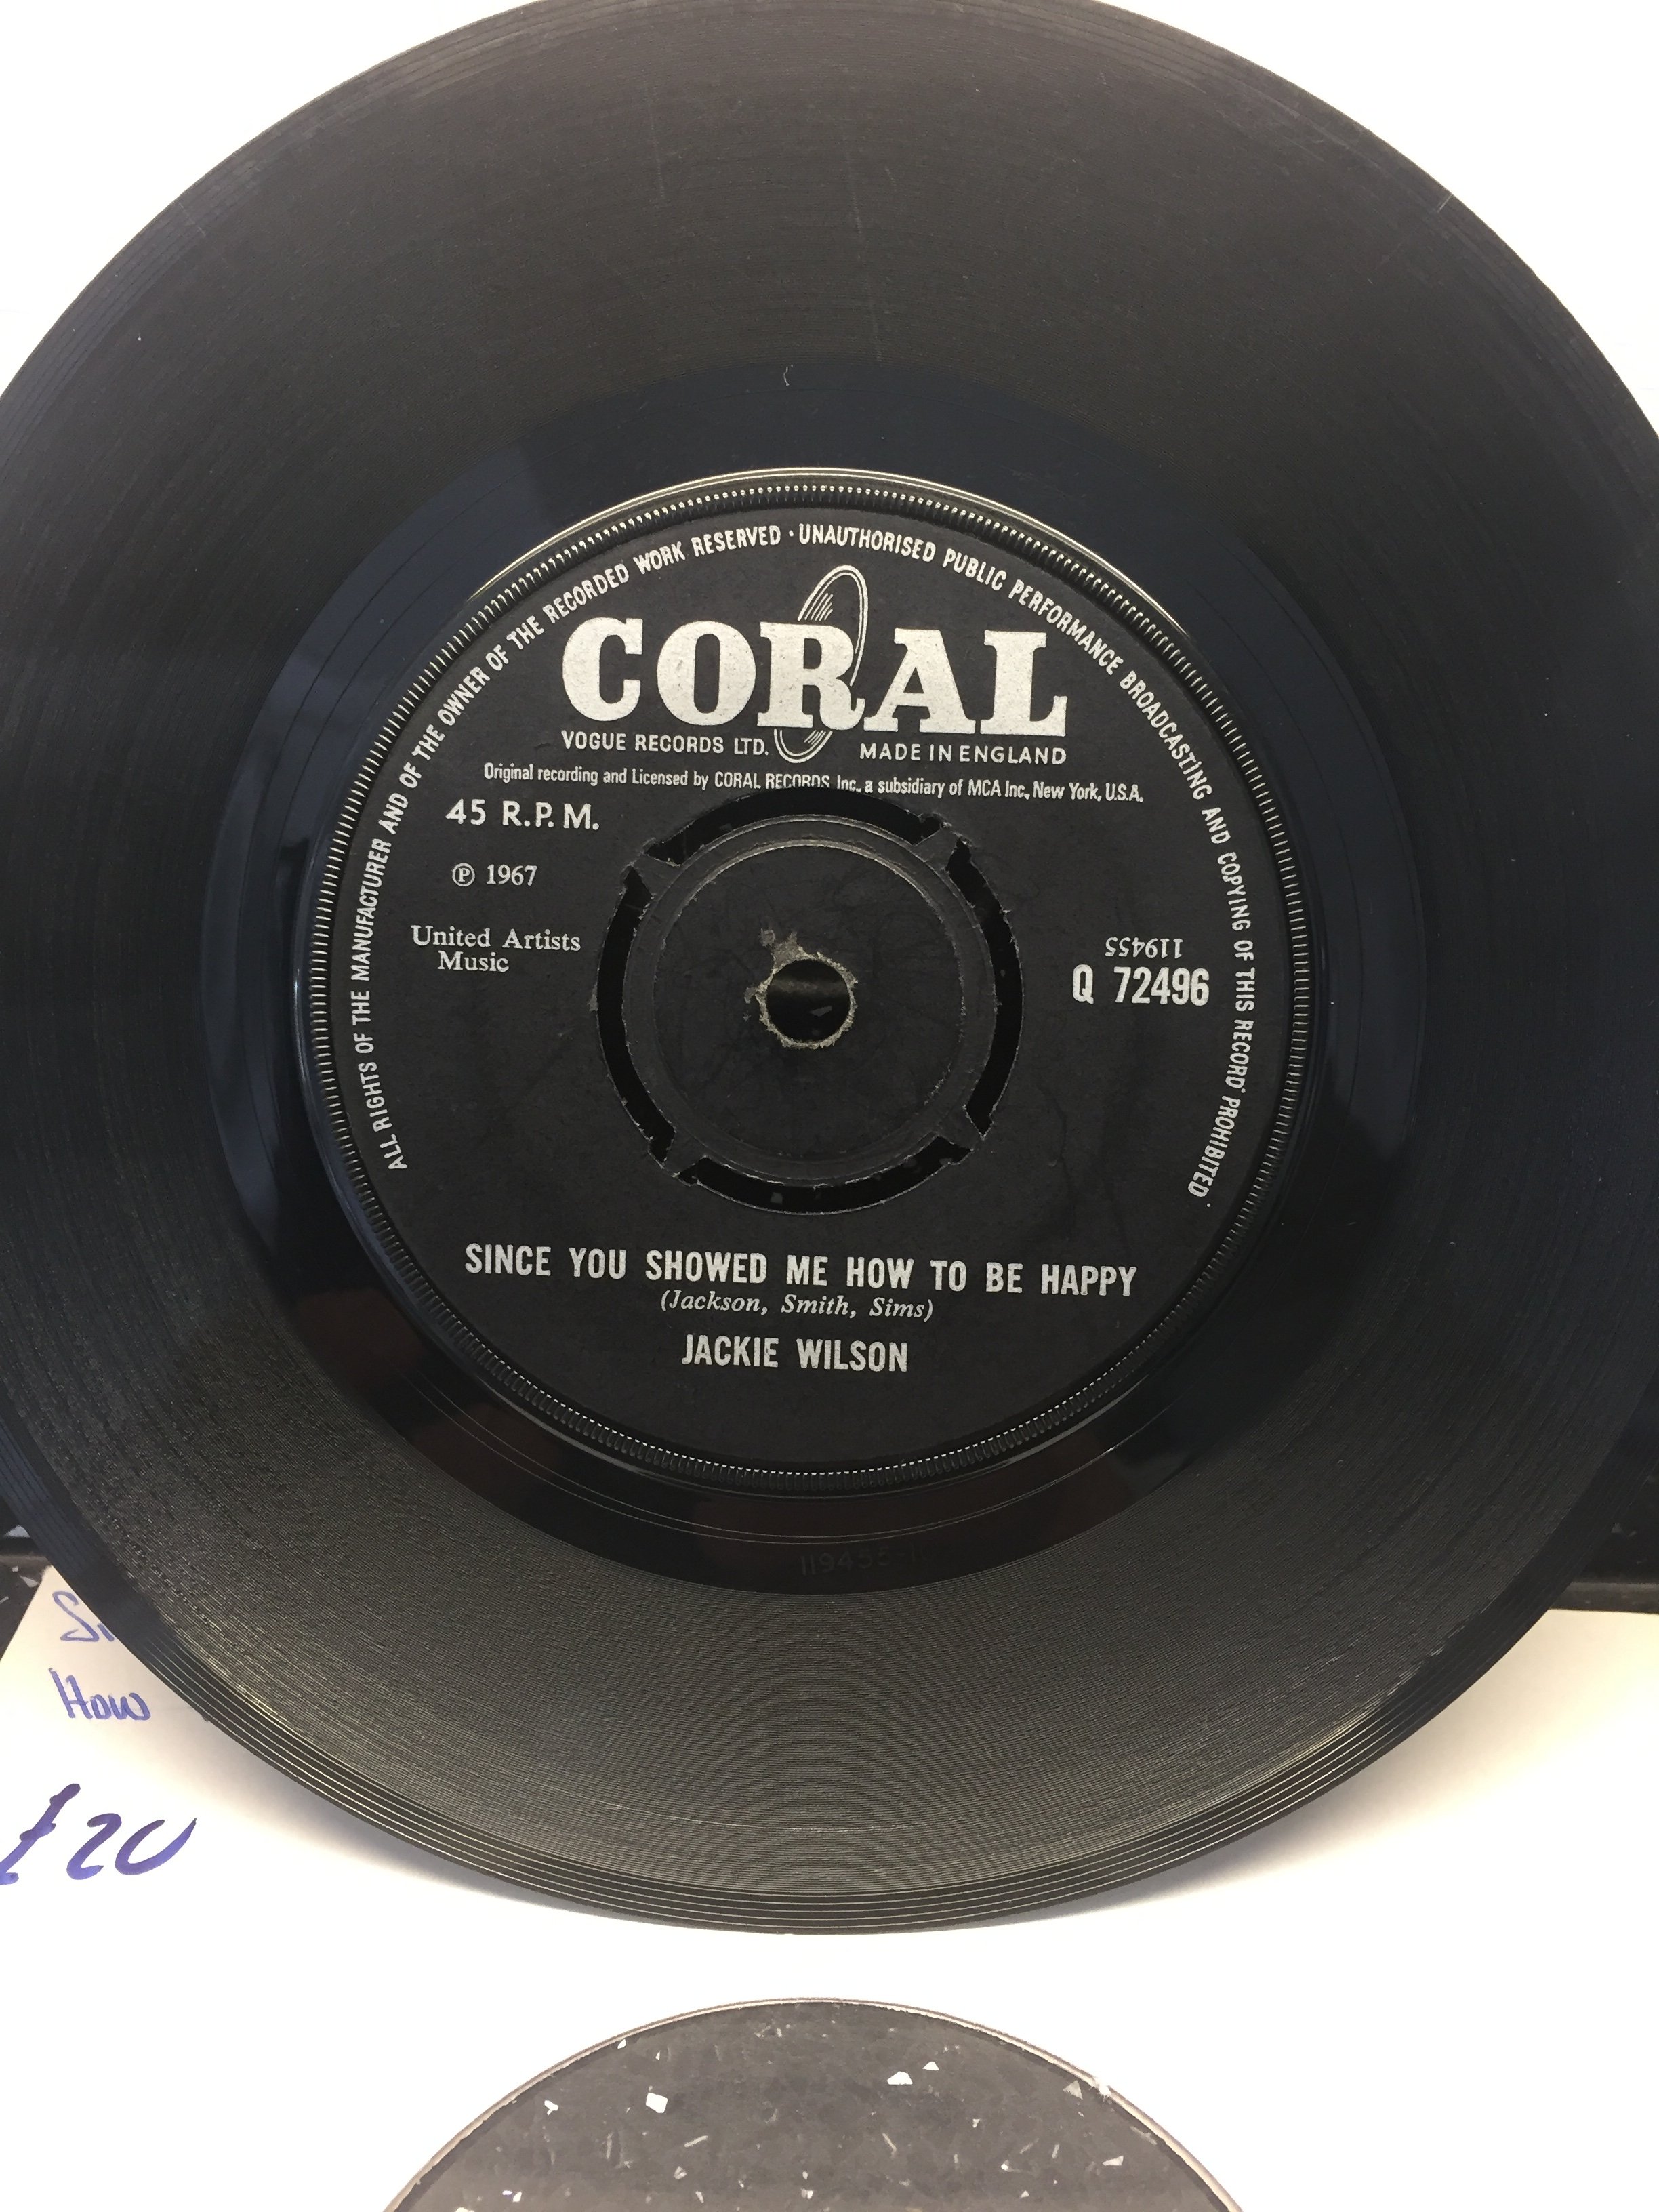 ALL RIGHTS OF THE MANUFACTURER AND OF THE OWNER OF THE RECORDED WORK RESERVED · UNAUTHORISED PUBLIC PERFORMANCE BROADCASTING AND COPYING OF THIS RECORD PROHIBITED
CORAL
VOGUE RECORDS LTD. MADE IN ENGLAND
Original recording and Licensed by CORAL RECORDS Inc., a subsidiary of MCA Inc., New York, U.S.A.
45 R.P.M.
℗ 1967
United Artists
Music
119455
Q 72496
SINCE YOU SHOWED ME HOW TO BE HAPPY
(Jackson, Smith, Sims)
JACKIE WILSON
How
£20